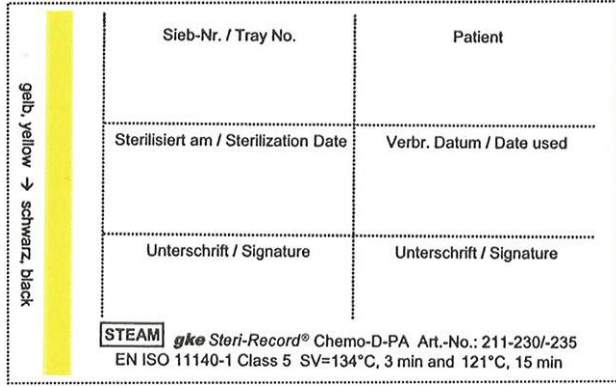 gelb, yellow → schwarz, black
Sieb-Nr. / Tray No.
Patient
Sterilisiert am / Sterilization Date
Verbr. Datum / Date used
Unterschrift / Signature
Unterschrift / Signature
STEAM gke Steri-Record® Chemo-D-PA Art.-No.: 211-230/-235
EN ISO 11140-1 Class 5 SV=134°C, 3 min and 121°C, 15 min